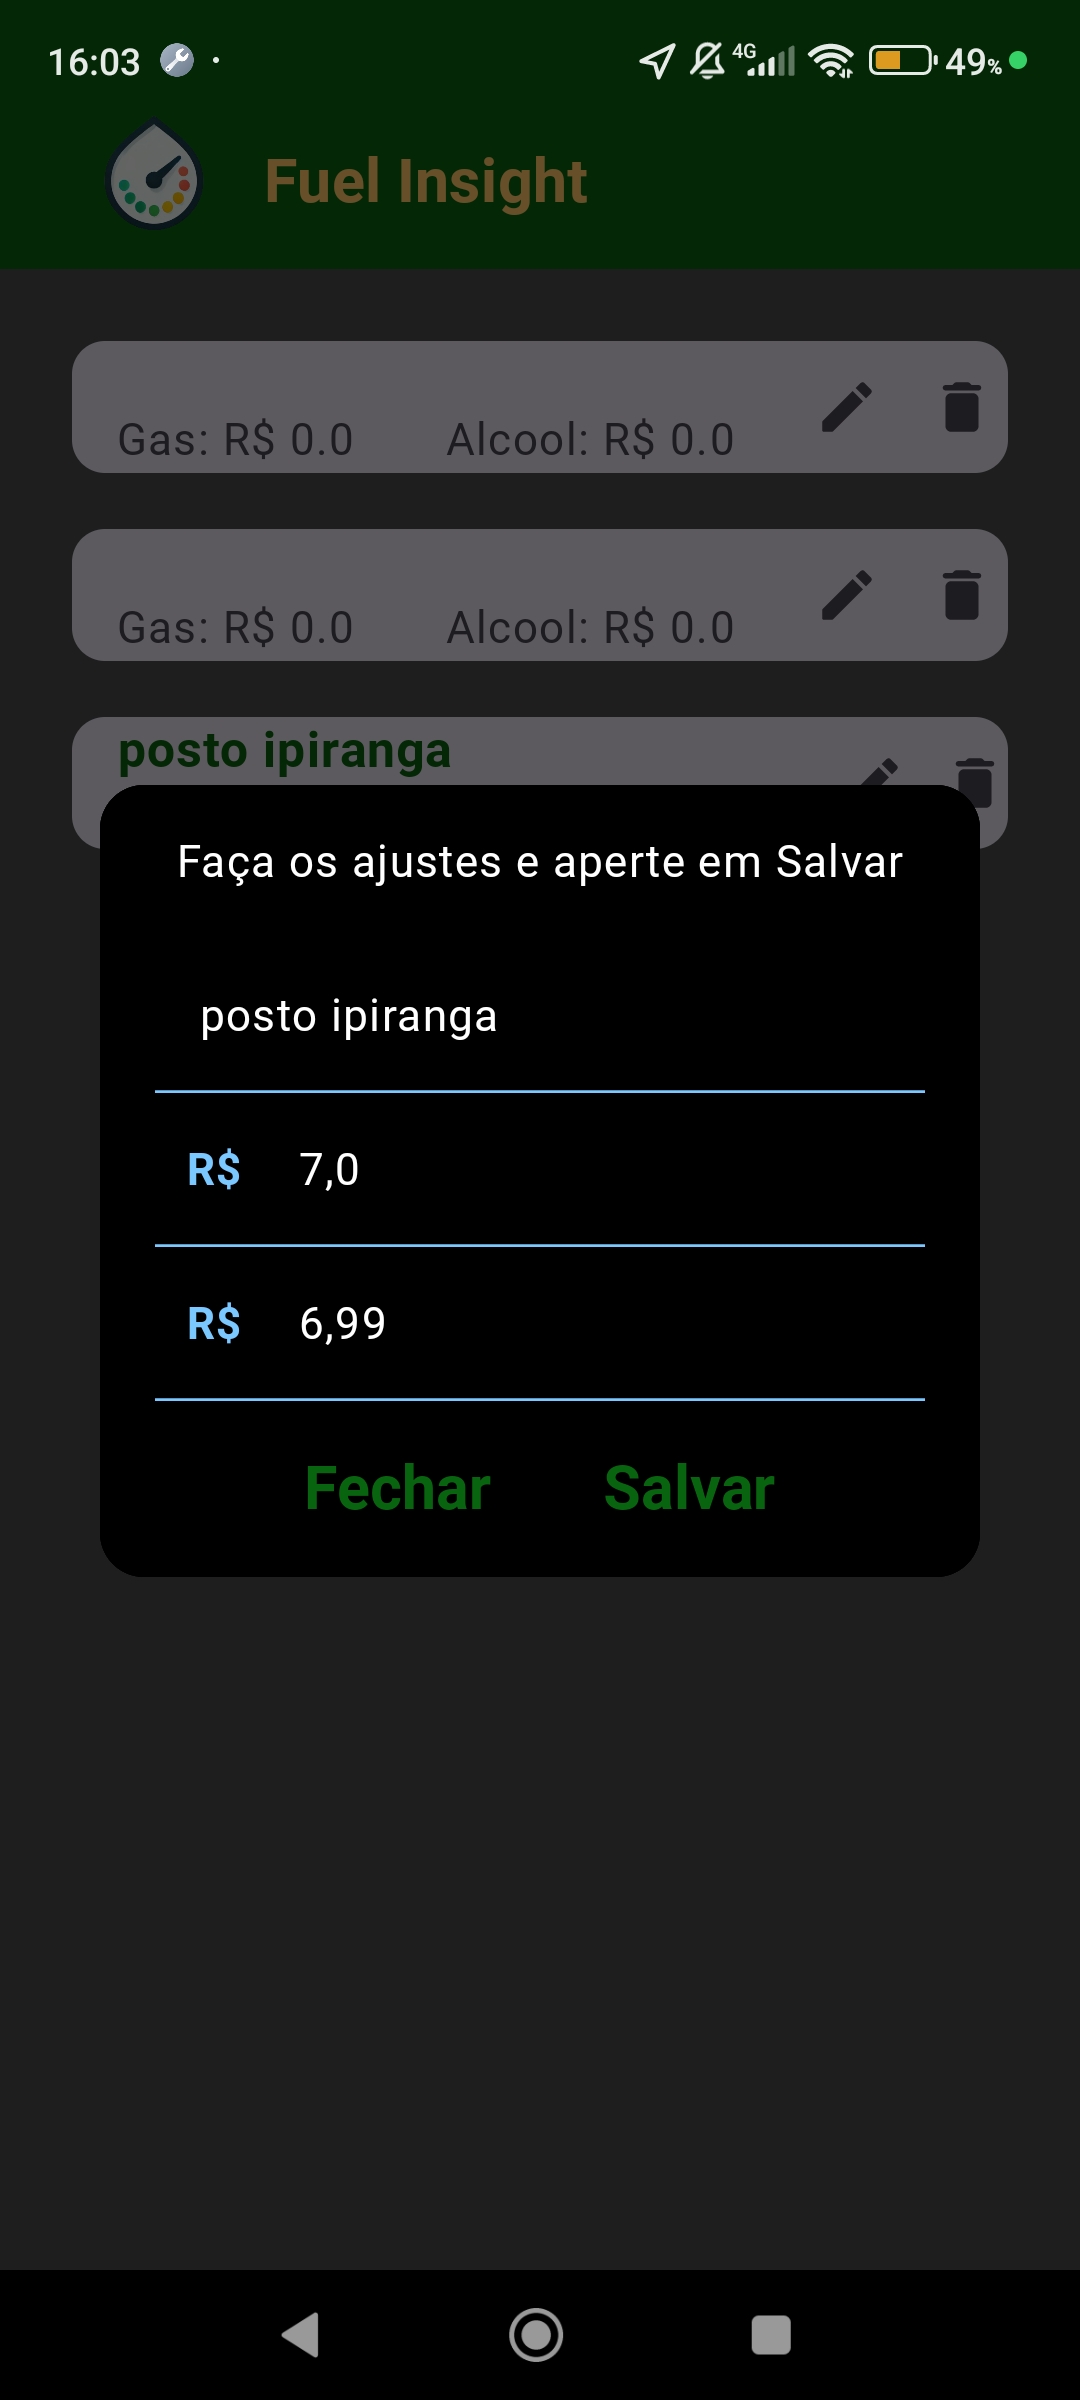 16:03
4G
49%
Fuel Insight
Gas: R$ 0.0 Alcool: R$ 0.0
Gas: R$ 0.0 Alcool: R$ 0.0
posto ipiranga
Faça os ajustes e aperte em Salvar
posto ipiranga
R$ 7,0
R$ 6,99
Fechar Salvar